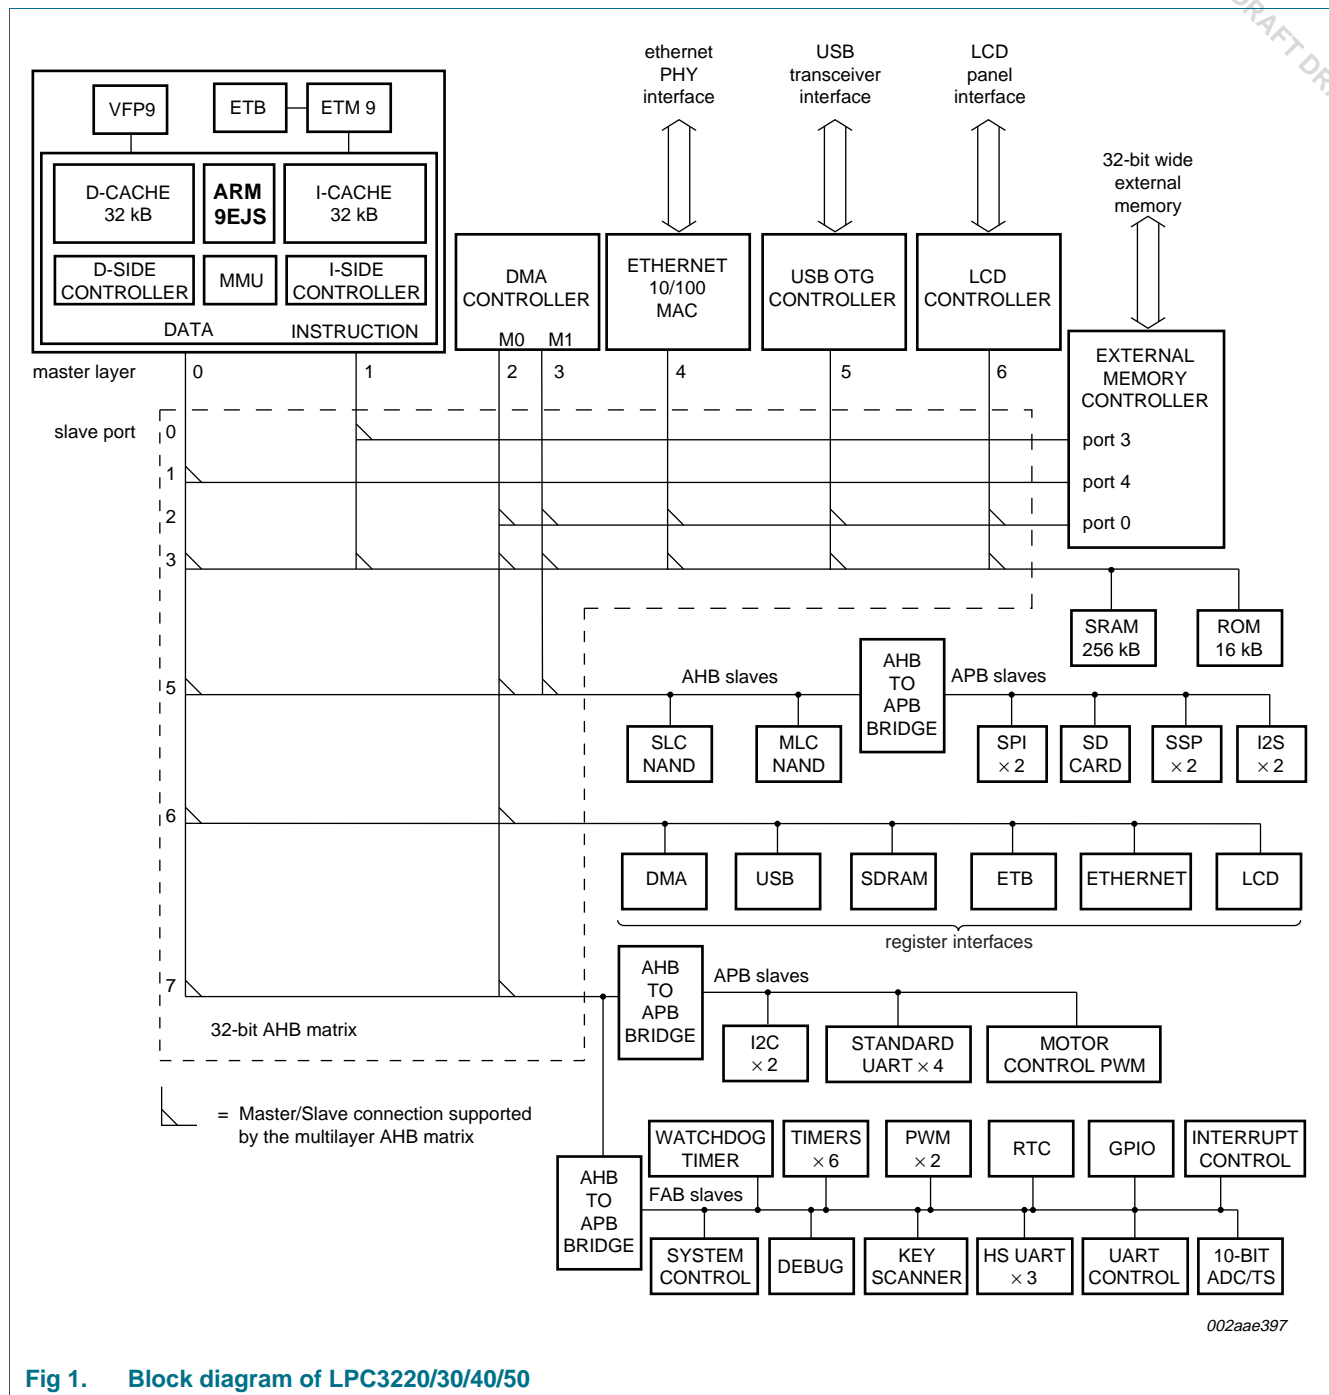 DRAFT DRA
ethernet
PHY
interface
USB
transceiver
interface
LCD
panel
interface
VFP9
ETB
ETM 9
D-CACHE
32 kB
ARM
9EJS
I-CACHE
32 kB
D-SIDE
CONTROLLER
MMU
I-SIDE
CONTROLLER
DATA
INSTRUCTION
DMA
CONTROLLER
M0
M1
ETHERNET
10/100
MAC
USB OTG
CONTROLLER
LCD
CONTROLLER
32-bit wide
external
memory
EXTERNAL
MEMORY
CONTROLLER
port 3
port 4
port 0
master layer
0
1
2
3
4
5
6
slave port
0
1
2
3
5
6
7
SRAM
256 kB
ROM
16 kB
AHB slaves
AHB
TO
APB
BRIDGE
APB slaves
SLC
NAND
MLC
NAND
SPI
× 2
SD
CARD
SSP
× 2
I2S
× 2
DMA
USB
SDRAM
ETB
ETHERNET
LCD
register interfaces
AHB
TO
APB
BRIDGE
APB slaves
I2C
× 2
STANDARD
UART × 4
MOTOR
CONTROL PWM
32-bit AHB matrix
= Master/Slave connection supported
by the multilayer AHB matrix
AHB
TO
APB
BRIDGE
FAB slaves
WATCHDOG
TIMER
TIMERS
× 6
PWM
× 2
RTC
GPIO
INTERRUPT
CONTROL
SYSTEM
CONTROL
DEBUG
KEY
SCANNER
HS UART
× 3
UART
CONTROL
10-BIT
ADC/TS
002aae397
Fig 1. Block diagram of LPC3220/30/40/50